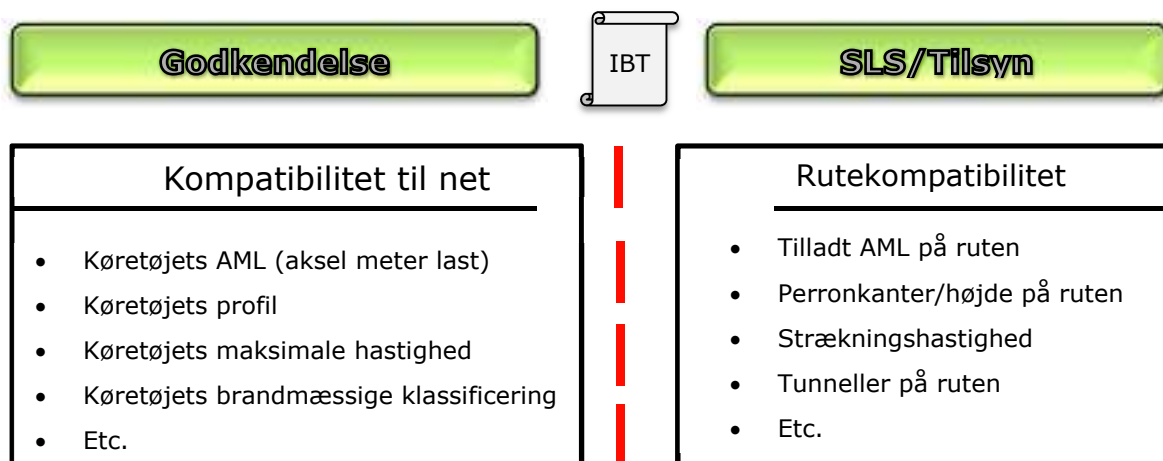 Godkendelse
IBT
SLS/Tilsyn
Kompatibilitet til net
• Køretøjets AML (aksel meter last)
• Køretøjets profil
• Køretøjets maksimale hastighed
• Køretøjets brandmæssige klassificering
• Etc.
Rutekompatibilitet
• Tilladt AML på ruten
• Perronkanter/højde på ruten
• Strækningshastighed
• Tunneller på ruten
• Etc.